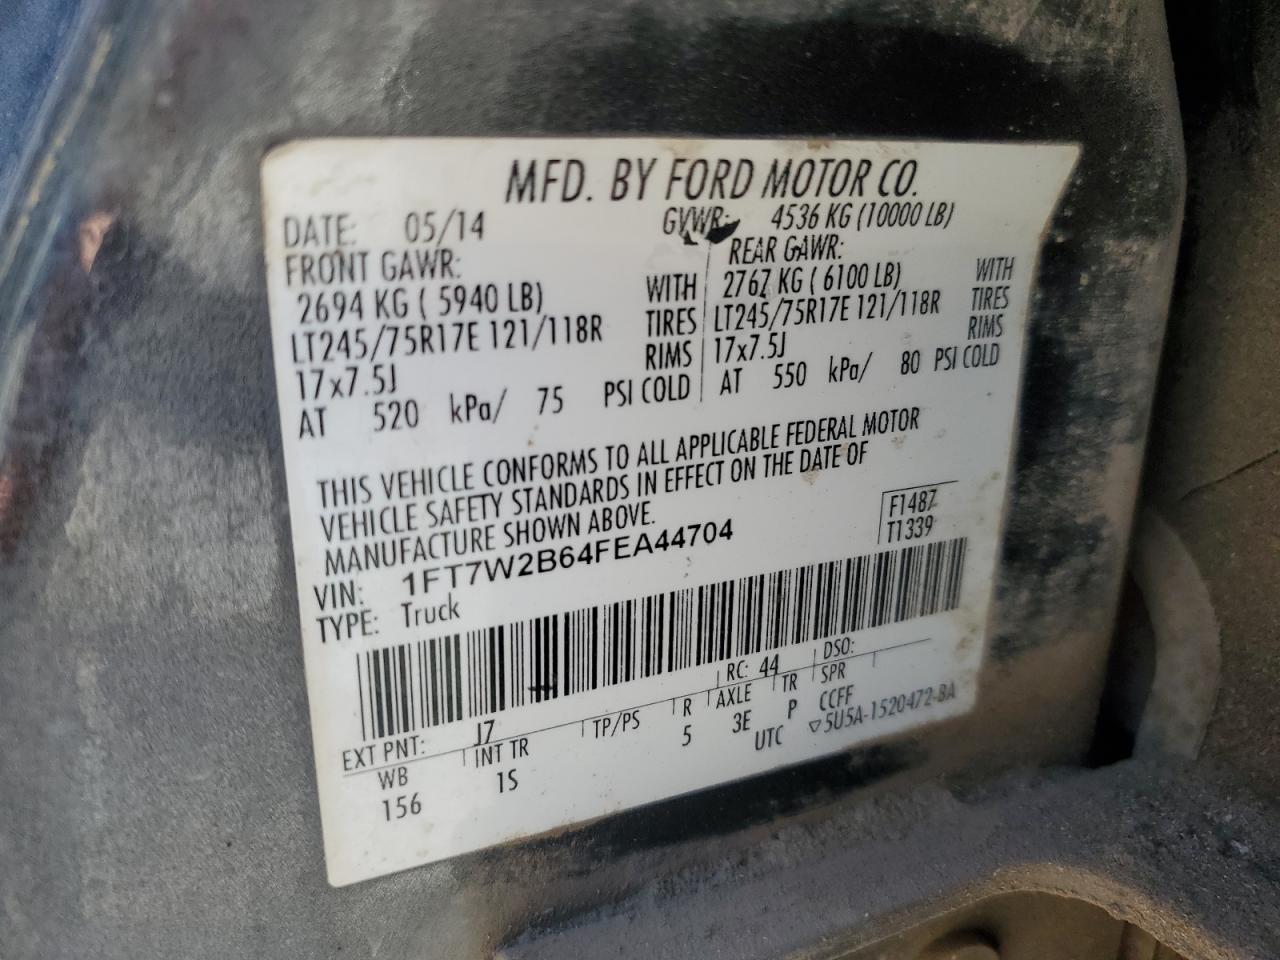 MFD. BY FORD MOTOR CO.
DATE: 05/14 GVWR: 4536 KG (10000 LB)
FRONT GAWR: REAR GAWR:
2694 KG ( 5940 LB) WITH 2767 KG ( 6100 LB) WITH
LT245/75R17E 121/118R TIRES LT245/75R17E 121/118R TIRES
17x7.5J RIMS 17x7.5J RIMS
AT 520 kPa/ 75 PSI COLD AT 550 kPa/ 80 PSI COLD
THIS VEHICLE CONFORMS TO ALL APPLICABLE FEDERAL MOTOR
VEHICLE SAFETY STANDARDS IN EFFECT ON THE DATE OF
MANUFACTURE SHOWN ABOVE.
F1487
T1339
VIN: 1FT7W2B64FEA44704
TYPE: Truck
EXT PNT: J7 RC: 44 DSO:
WB INT TR TP/PS R AXLE TR SPR
156 1S 5 3E P CCFF
UTC ▽5U5A-1520472-BA